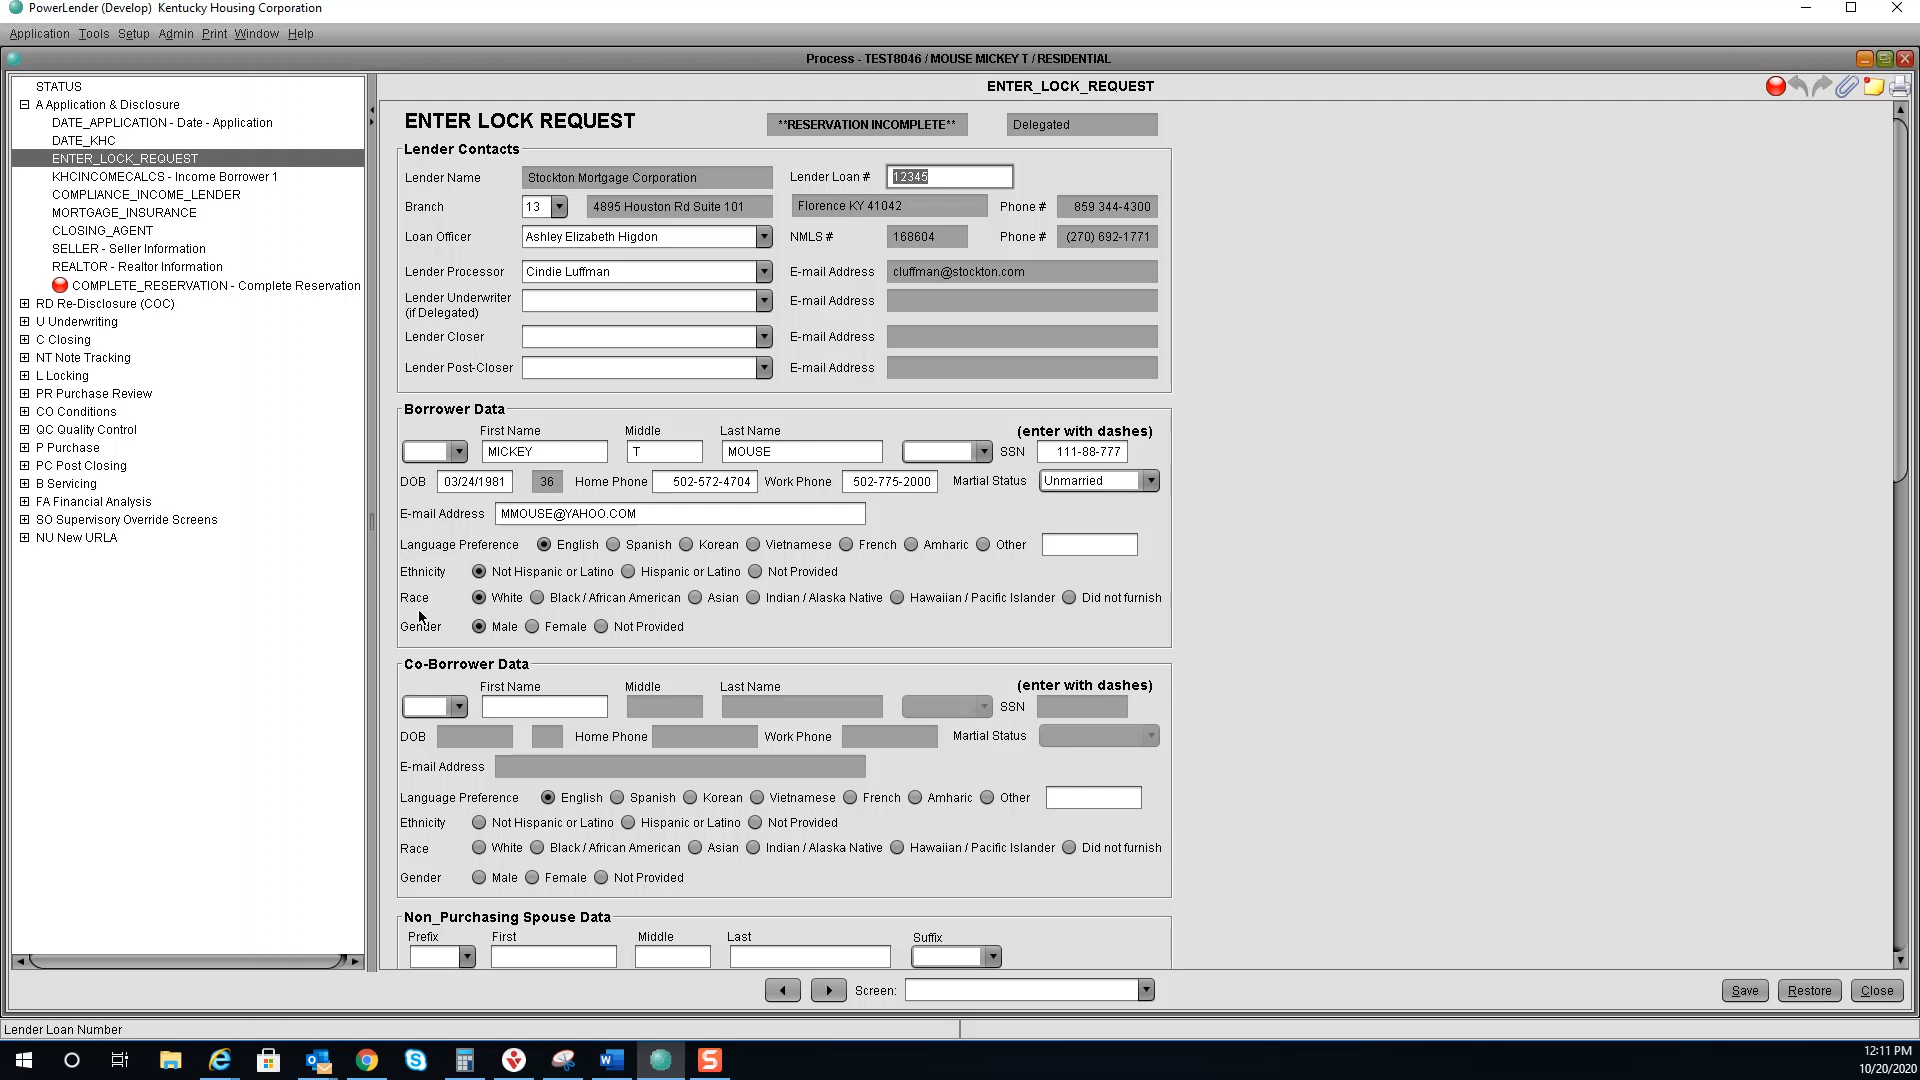 PowerLender (Develop) Kentucky Housing Corporation
Application Tools Setup Admin Print Window Help
Process - TEST8046 / MOUSE MICKEY T / RESIDENTIAL
STATUS
A Application & Disclosure
DATE_APPLICATION - Date - Application
DATE_KHC
ENTER_LOCK_REQUEST
KHCINCOMECALCS - Income Borrower 1
COMPLIANCE_INCOME_LENDER
MORTGAGE_INSURANCE
CLOSING_AGENT
SELLER - Seller Information
REALTOR - Realtor Information
COMPLETE_RESERVATION - Complete Reservation
RD Re-Disclosure (COC)
U Underwriting
C Closing
NT Note Tracking
L Locking
PR Purchase Review
CO Conditions
QC Quality Control
P Purchase
PC Post Closing
B Servicing
FA Financial Analysis
SO Supervisory Override Screens
NU New URLA
ENTER_LOCK_REQUEST
ENTER LOCK REQUEST **RESERVATION INCOMPLETE** Delegated
Lender Contacts
Lender Name Stockton Mortgage Corporation Lender Loan # 12345
Branch 13 4895 Houston Rd Suite 101 Florence KY 41042 Phone # 859 344-4300
Loan Officer Ashley Elizabeth Higdon NMLS # 168604 Phone # (270) 692-1771
Lender Processor Cindie Luffman E-mail Address cluffman@stockton.com
Lender Underwriter E-mail Address
(if Delegated)
Lender Closer E-mail Address
Lender Post-Closer E-mail Address
Borrower Data
First Name Middle Last Name (enter with dashes)
MICKEY T MOUSE SSN 111-88-777
DOB 03/24/1981 36 Home Phone 502-572-4704 Work Phone 502-775-2000 Martial Status Unmarried
E-mail Address MMOUSE@YAHOO.COM
Language Preference English Spanish Korean Vietnamese French Amharic Other
Ethnicity Not Hispanic or Latino Hispanic or Latino Not Provided
Race White Black / African American Asian Indian / Alaska Native Hawaiian / Pacific Islander Did not furnish
Gender Male Female Not Provided
Co-Borrower Data
First Name Middle Last Name (enter with dashes)
SSN
DOB Home Phone Work Phone Martial Status
E-mail Address
Language Preference English Spanish Korean Vietnamese French Amharic Other
Ethnicity Not Hispanic or Latino Hispanic or Latino Not Provided
Race White Black / African American Asian Indian / Alaska Native Hawaiian / Pacific Islander Did not furnish
Gender Male Female Not Provided
Non_Purchasing Spouse Data
Prefix First Middle Last Suffix
Screen: Save Restore Close
Lender Loan Number
12:11 PM
10/20/2020